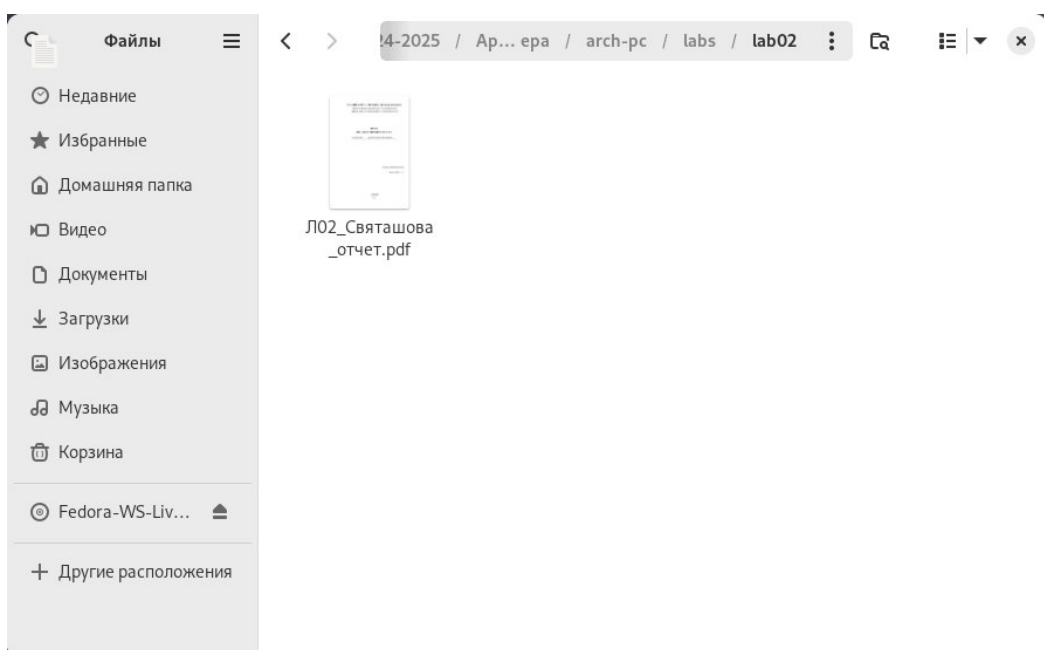 Файлы
24-2025 / Ар... ера / arch-pc / labs / lab02
Недавние
Избранные
Домашняя папка
Видео
Документы
Загрузки
Изображения
Музыка
Корзина
Fedora-WS-Liv...
Другие расположения
Л02_Святашова
_отчет.pdf